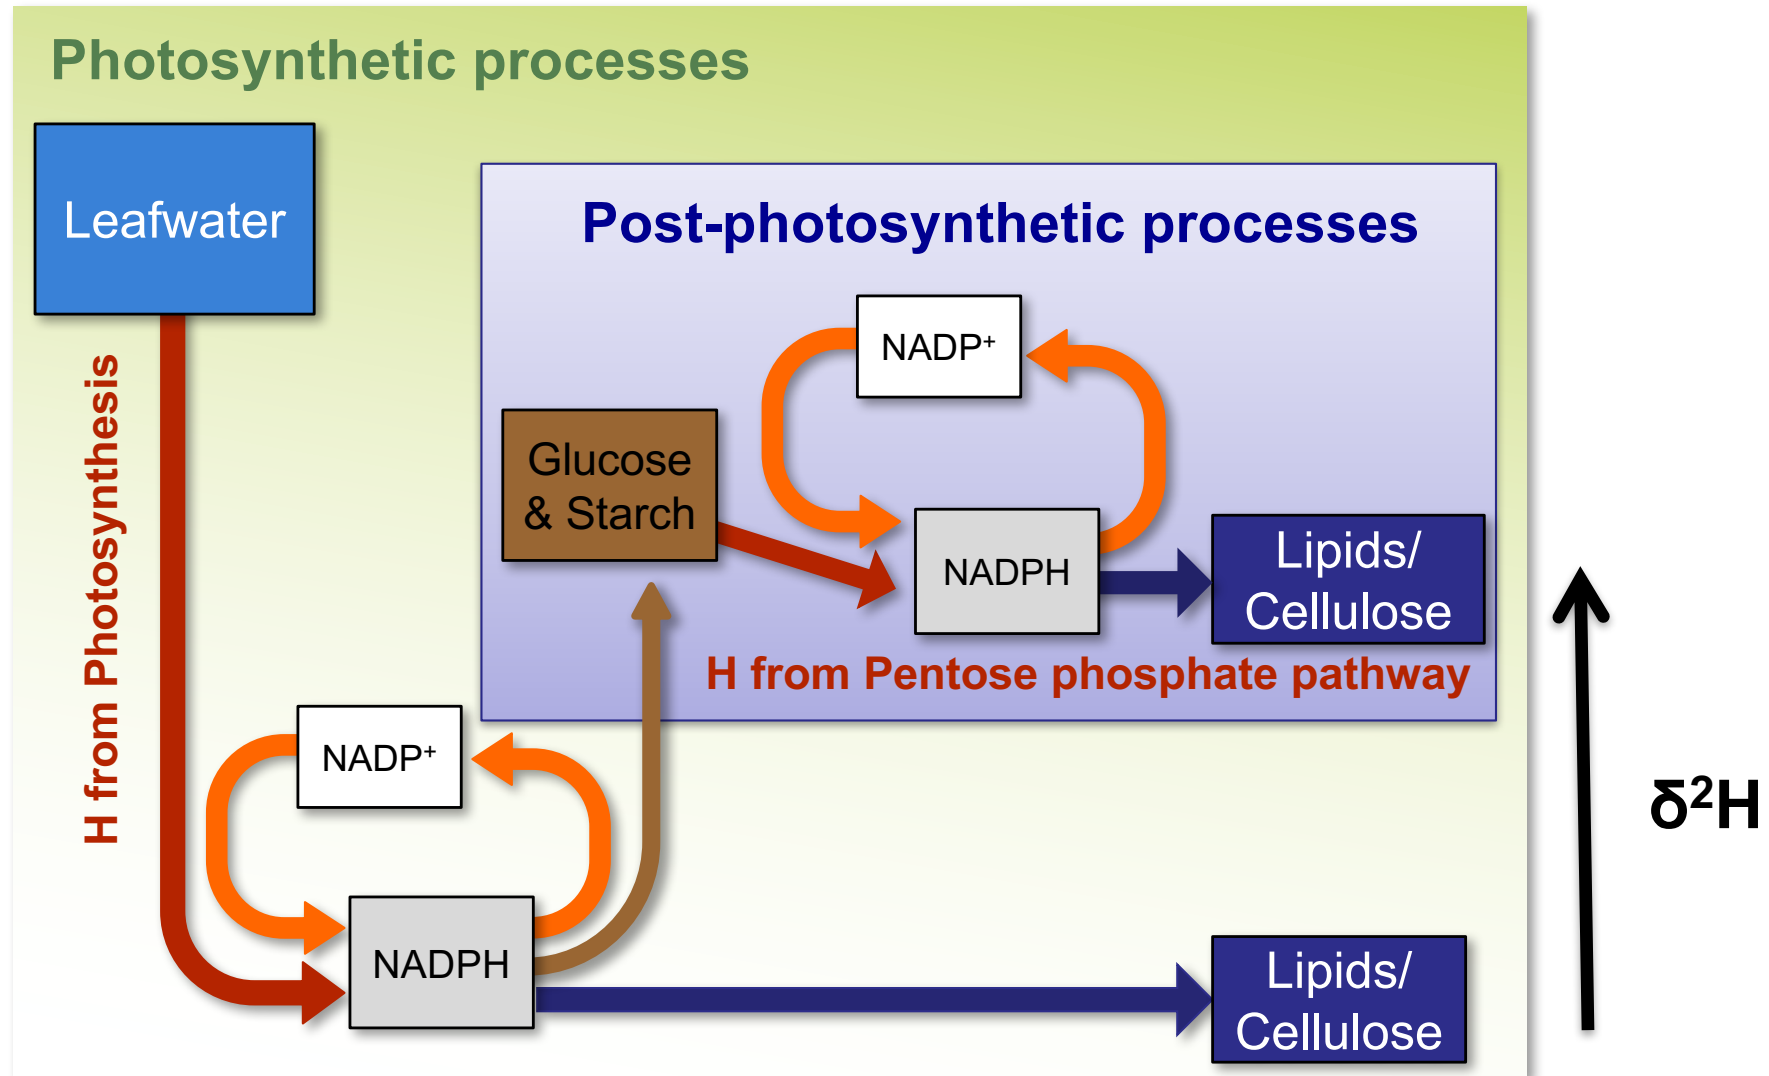 Photosynthetic processes
Leafwater
H from Photosynthesis
Post-photosynthetic processes
NADP⁺
Glucose
& Starch
NADPH
Lipids/
Cellulose
H from Pentose phosphate pathway
NADP⁺
NADPH
Lipids/
Cellulose
δ²H